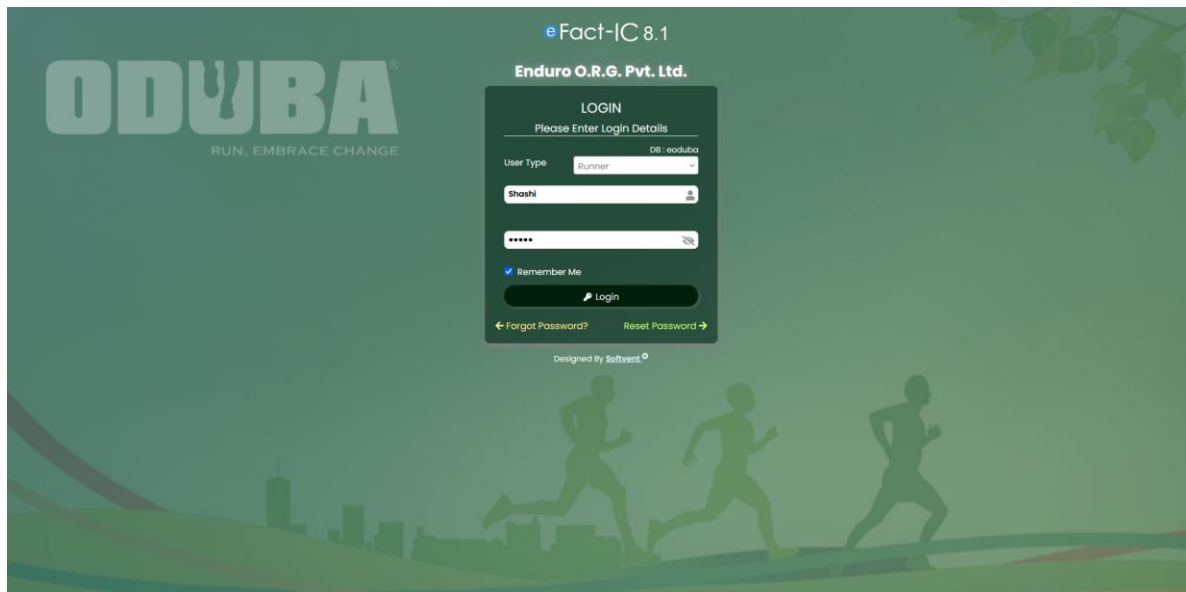 ODUBA®
RUN, EMBRACE CHANGE
eFact-IC 8.1
Enduro O.R.G. Pvt. Ltd.
LOGIN
Please Enter Login Details
DB : eoduba
User Type
Runner
Shashi
•••••
Remember Me
Login
Forgot Password? Reset Password
Designed By Softvent